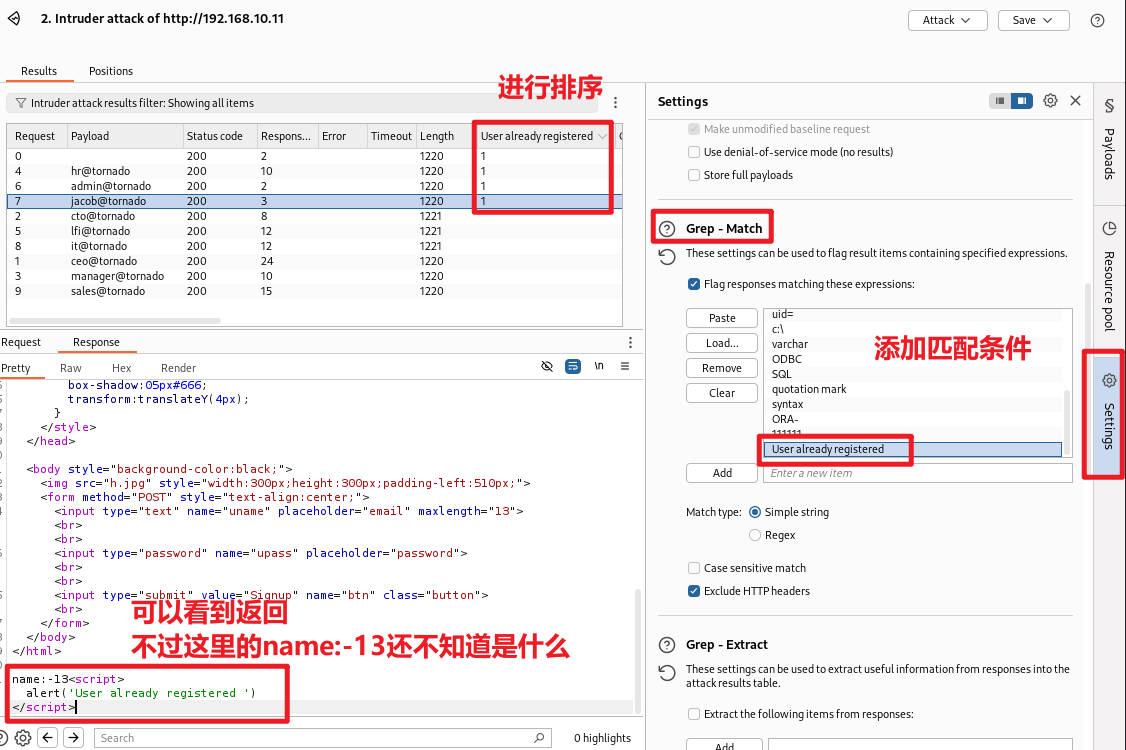 2. Intruder attack of http://192.168.10.11
Attack
Save
Results
Positions
进行排序
Intruder attack results filter: Showing all items
Request Payload Status code Respons... Error Timeout Length User already registered
0 200 2 1220 1
4 hr@tornado 200 10 1220 1
6 admin@tornado 200 2 1220 1
7 jacob@tornado 200 3 1220 1
2 cto@tornado 200 8 1221
5 lfi@tornado 200 12 1221
8 it@tornado 200 12 1221
1 ceo@tornado 200 24 1220
3 manager@tornado 200 10 1220
9 sales@tornado 200 15 1220
Request
Response
Pretty Raw Hex Render
\n
box-shadow:05px#666;
transform:translateY(4px);
}
</style>
</head>
<body style="background-color:black;">
<img src="h.jpg" style="width:300px;height:300px;padding-left:510px;">
<form method="POST" style="text-align:center;">
<input type="text" name="uname" placeholder="email" maxlength="13">
<br>
<br>
<input type="password" name="upass" placeholder="password">
<br>
<br>
<input type="submit" value="Signup" name="btn" class="button">
<br>
</form>
</body>
</html>
可以看到返回
不过这里的name:-13还不知道是什么
name:-13<script>
alert('User already registered ')
</script>
Search
0 highlights
Settings
Make unmodified baseline request
Use denial-of-service mode (no results)
Store full payloads
Grep - Match
These settings can be used to flag result items containing specified expressions.
Flag responses matching these expressions:
Paste
Load...
Remove
Clear
uid=
c:\
varchar
ODBC
SQL
quotation mark
syntax
ORA-
111111
User already registered
添加匹配条件
Add
Enter a new item
Match type: Simple string
Regex
Case sensitive match
Exclude HTTP headers
Grep - Extract
These settings can be used to extract useful information from responses into the
attack results table.
Extract the following items from responses:
Add
Payloads
Resource pool
Settings